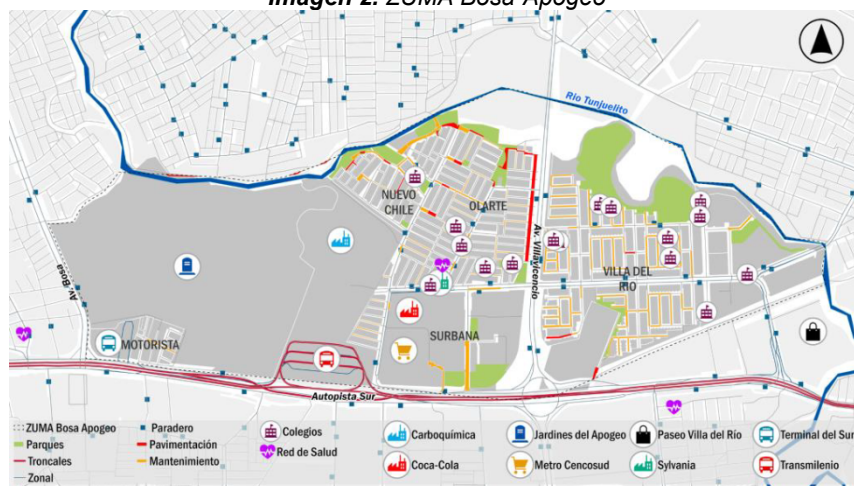 Imagen 2. ZUMA Bosa Apogeo
Río Tunjuelito
NUEVO
CHILE
OLARTE
Av. Villavicencio
VILLA DEL
RIO
Av. Bosa
MOTORISTA
SURBANA
Autopista Sur
ZUMA Bosa Apogeo
Parques
Troncales
Zonal
Paradero
Pavimentación
Mantenimiento
Colegios
Red de Salud
Carboquímica
Coca-Cola
Jardines del Apogeo
Metro Cencosud
Paseo Villa del Río
Sylvania
Terminal del Sur
Transmilenio